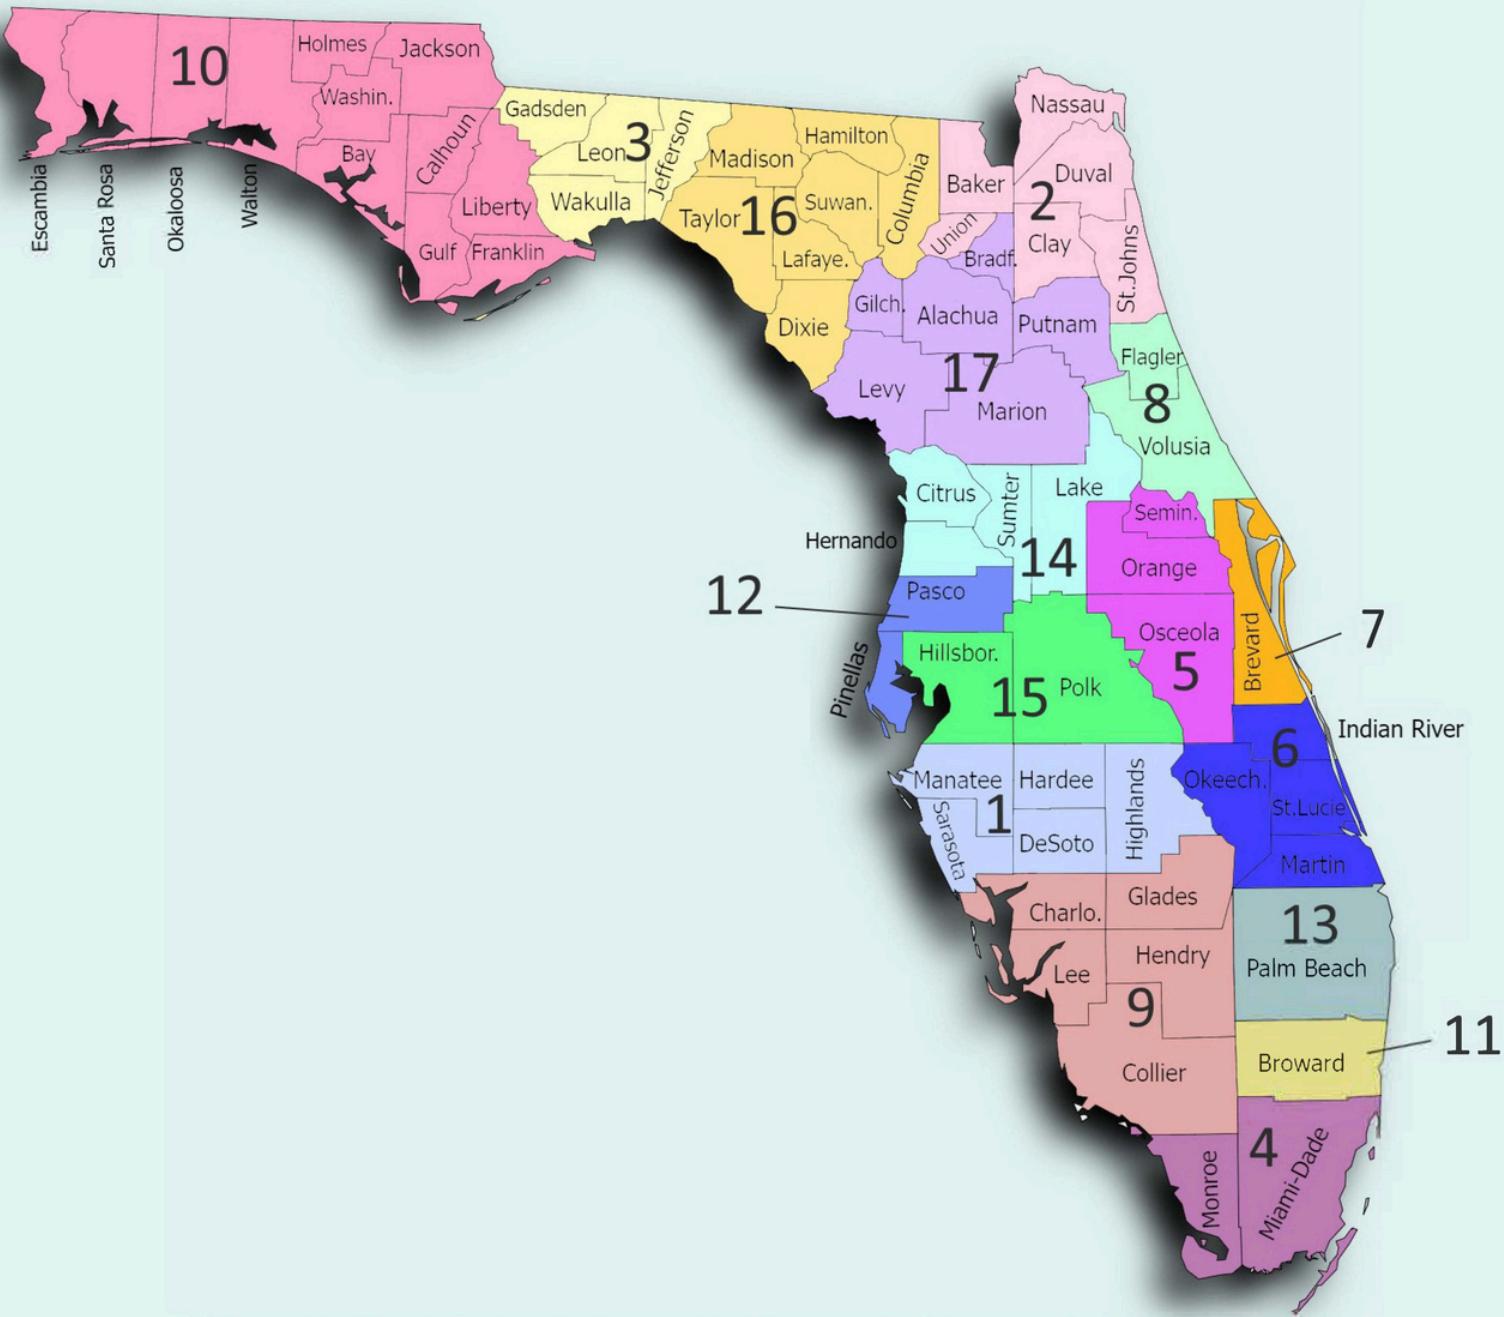 10
Holmes
Jackson
Washin.
Bay
Calhoun
Liberty
Gulf
Franklin
Escambia
Santa Rosa
Okaloosa
Walton
Gadsden
3
Leon
Jefferson
Wakulla
Madison
Hamilton
Columbia
Taylor
16
Suwan.
Lafaye.
Dixie
Nassau
Duval
Baker
2
Union
Clay
St.Johns
Bradf.
Gilch.
Alachua
Putnam
17
Levy
Marion
Flagler
8
Volusia
Citrus
Sumter
Lake
Hernando
14
Semin.
Orange
Osceola
5
12
Pasco
Pinellas
Hillsbor.
15
Polk
Brevard
7
6
Indian River
Okeech.
St.Lucie
Martin
Manatee
Hardee
Highlands
1
Sarasota
DeSoto
Charlo.
Glades
Lee
Hendry
9
Collier
13
Palm Beach
Broward
11
4
Monroe
Miami-Dade